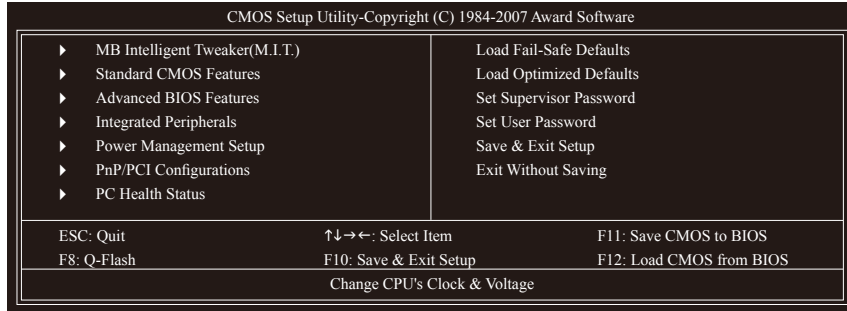 CMOS Setup Utility-Copyright (C) 1984-2007 Award Software
MB Intelligent Tweaker(M.I.T.)
Standard CMOS Features
Advanced BIOS Features
Integrated Peripherals
Power Management Setup
PnP/PCI Configurations
PC Health Status
Load Fail-Safe Defaults
Load Optimized Defaults
Set Supervisor Password
Set User Password
Save & Exit Setup
Exit Without Saving
ESC: Quit ↑↓→←: Select Item F11: Save CMOS to BIOS
F8: Q-Flash F10: Save & Exit Setup F12: Load CMOS from BIOS
Change CPU's Clock & Voltage